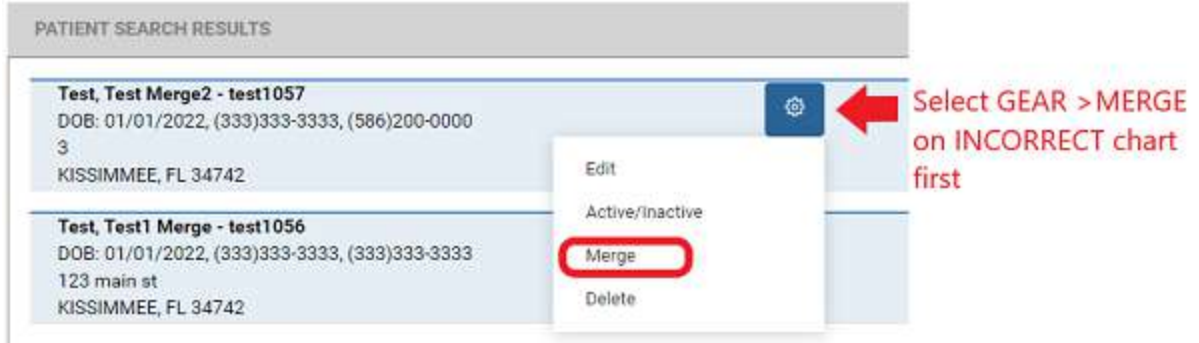 PATIENT SEARCH RESULTS
Test, Test Merge2 - test1057
DOB: 01/01/2022, (333)333-3333, (586)200-0000
3
KISSIMMEE, FL 34742
Edit
Active/Inactive
Merge
Delete
Test, Test1 Merge - test1056
DOB: 01/01/2022, (333)333-3333, (333)333-3333
123 main st
KISSIMMEE, FL 34742
Select GEAR > MERGE
on INCORRECT chart
first